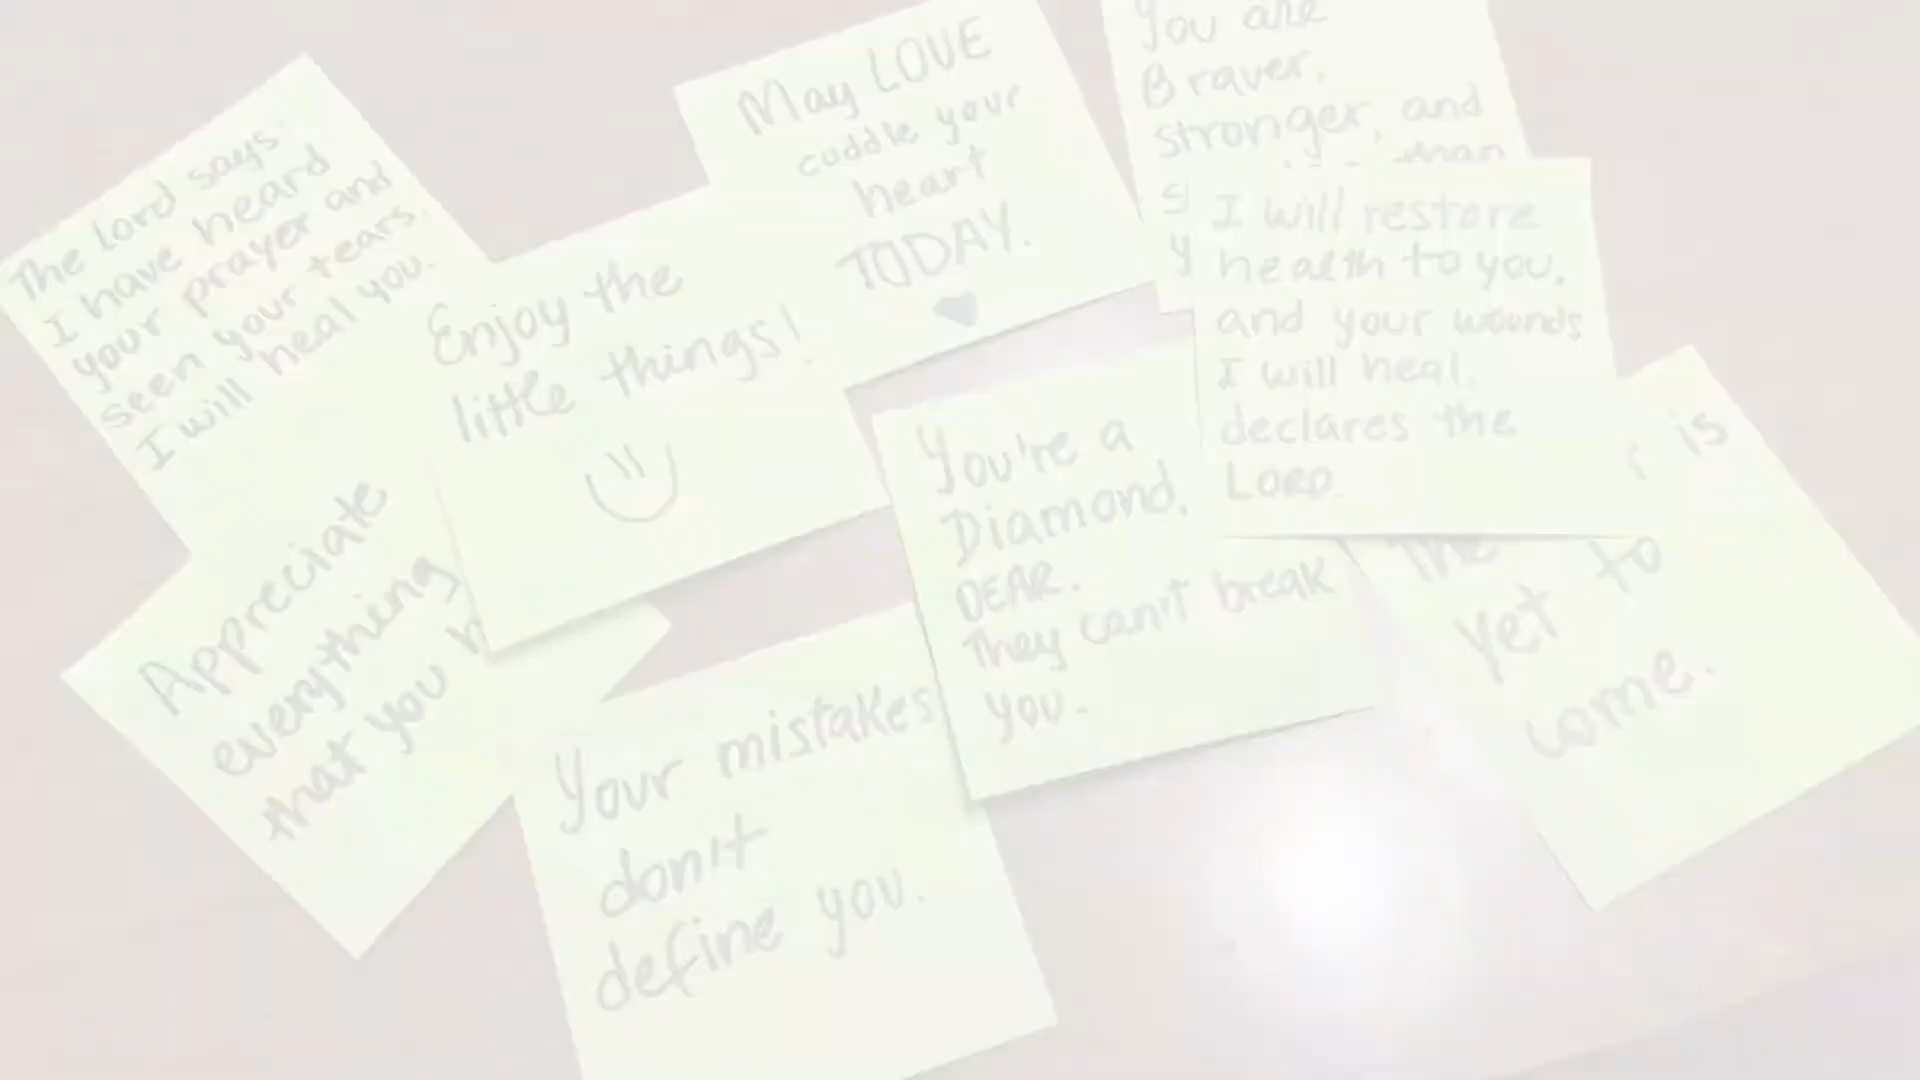 The Lord says.
I have heard
your prayer and
seen your tears.
I will heal you.
Enjoy the
little things!
May LOVE
cuddle your
heart
TODAY.
You are
Braver,
stronger, and
than
I will restore
health to you,
and your wounds
I will heal,
declares the
LORD.
Appreciate
everything
that you
Your mistakes
don't
define you.
You're a
Diamond,
DEAR.
They can't break
you.
is
yet to
come.